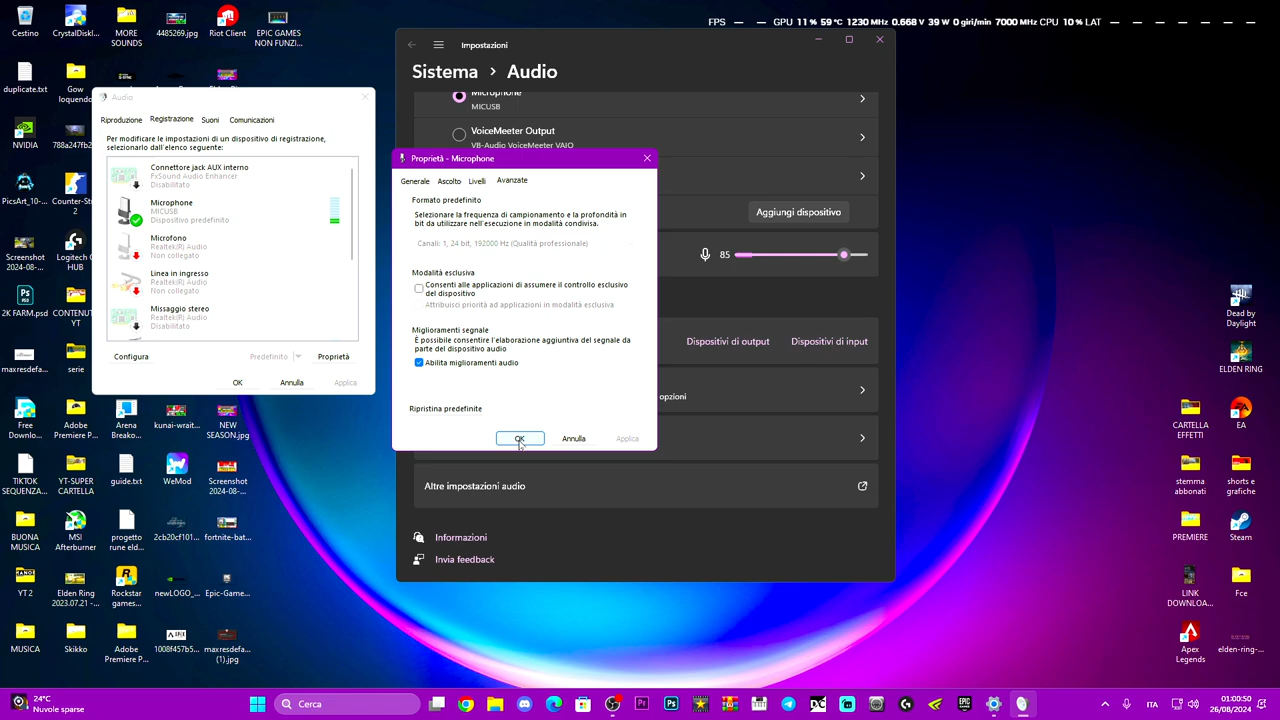 FPS — — GPU 11 % 59 °C 1230 MHz 0.668 V 39 W 0 giri/min 7000 MHz CPU 10 % LAT — — — —
Cestino
CrystalDiskI...
MORE
SOUNDS
4485269.jpg
Riot Client
EPIC GAMES
NON FUNZI...
duplicate.txt
Gow
loquendo
NVIDIA
788a247fb2
PicsArt_10-...
Counter-Str
2
Screenshot
2024-08-...
Logitech G
HUB
2K FARM.psd
CONTENUT
YT
maxresdefa...
serie
Free
Downlo...
Adobe
Premiere P...
Arena
Breako...
kunai-wrait...
NEW
SEASON.jpg
TIKTOK
SEQUENZA...
YT-SUPER
CARTELLA
guide.txt
WeMod
Screenshot
2024-08-...
BUONA
MUSICA
MSI
Afterburner
progetto
rune eld...
2cb20cf101...
fortnite-bat...
YT 2
Elden Ring
2023.07.21 -...
Rockstar
games...
newLOGO_...
Epic-Game...
MUSICA
Skikko
Adobe
Premiere P...
1008f457b5...
maxresdefa...
(1).jpg
Audio
Riproduzione
Registrazione
Suoni
Comunicazioni
Per modificare le impostazioni di un dispositivo di registrazione,
selezionarlo dall'elenco seguente:
Connettore jack AUX interno
FxSound Audio Enhancer
Disabilitato
Microphone
MICUSB
Dispositivo predefinito
Microfono
Realtek(R) Audio
Non collegato
Linea in ingresso
Realtek(R) Audio
Non collegato
Messaggio stereo
Realtek(R) Audio
Disabilitato
Configura
Predefinito
Proprietà
OK
Annulla
Applica
Impostazioni
Sistema > Audio
Microphone
MICUSB
VoiceMeeter Output
VB-Audio VoiceMeeter VAIO
Aggiungi dispositivo
85
Dispositivi di output
Dispositivi di input
opzioni
Altre impostazioni audio
Informazioni
Invia feedback
Proprietà - Microphone
Generale
Ascolto
Livelli
Avanzate
Formato predefinito
Selezionare la frequenza di campionamento e la profondità in
bit da utilizzare nell'esecuzione in modalità condivisa.
Canali: 1, 24 bit, 192000 Hz (Qualità professionale)
Modalità esclusiva
Consenti alle applicazioni di assumere il controllo esclusivo
del dispositivo
Attribuisci priorità ad applicazioni in modalità esclusiva
Miglioramenti segnale
È possibile consentire l'elaborazione aggiuntiva del segnale da
parte del dispositivo audio
Abilita miglioramenti audio
Ripristina predefinite
OK
Annulla
Applica
Dead by
Daylight
ELDEN RING
CARTELLA
EFFETTI
EA
stemma
abbonati
shorts e
grafiche
PREMIERE
Steam
LINK
DOWNLOA...
Fce
Apex
Legends
elden-ring-...
24°C
Nuvole sparse
Cerca
ITA
01:00:50
26/08/2024